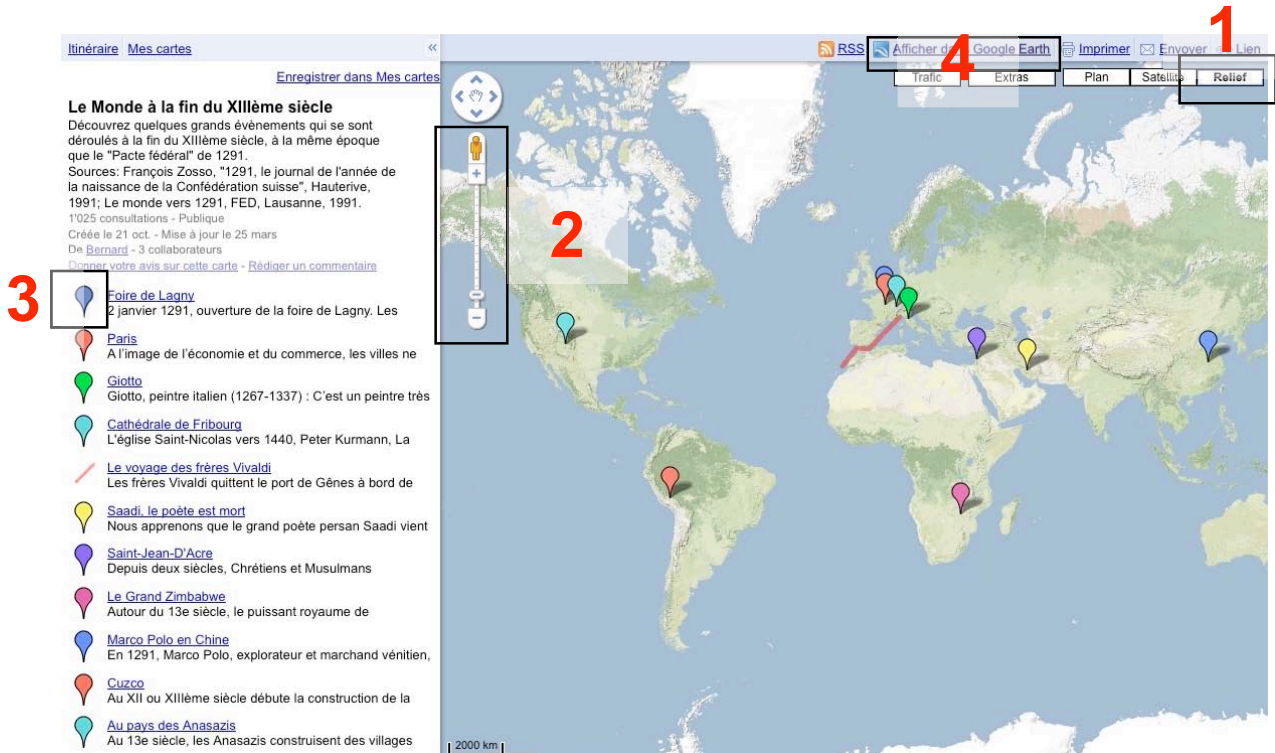 1
Itinéraire Mes cartes «
RSS Afficher dans Google Earth Imprimer Envoyer Lien
4
Enregistrer dans Mes cartes
Trafic Extras Plan Satellite Relief
Le Monde à la fin du XIIIème siècle
Découvrez quelques grands évènements qui se sont
déroulés à la fin du XIIIème siècle, à la même époque
que le "Pacte fédéral" de 1291.
Sources: François Zosso, "1291, le journal de l'année de
la naissance de la Confédération suisse", Hauterive,
1991; Le monde vers 1291, FED, Lausanne, 1991.
1'025 consultations - Publique
Créée le 21 oct. - Mise à jour le 25 mars
De Bernard - 3 collaborateurs
Donner votre avis sur cette carte - Rédiger un commentaire
2
3
Foire de Lagny
2 janvier 1291, ouverture de la foire de Lagny. Les
Paris
A l'image de l'économie et du commerce, les villes ne
Giotto
Giotto, peintre italien (1267-1337) : C'est un peintre très
Cathédrale de Fribourg
L'église Saint-Nicolas vers 1440, Peter Kurmann, La
Le voyage des frères Vivaldi
Les frères Vivaldi quittent le port de Gênes à bord de
Saadi, le poète est mort
Nous apprenons que le grand poète persan Saadi vient
Saint-Jean-D'Acre
Depuis deux siècles, Chrétiens et Musulmans
Le Grand Zimbabwe
Autour du 13e siècle, le puissant royaume de
Marco Polo en Chine
En 1291, Marco Polo, explorateur et marchand vénitien,
Cuzco
Au XII ou XIIIème siècle débute la construction de la
Au pays des Anasazis
Au 13e siècle, les Anasazis construisent des villages
2000 km